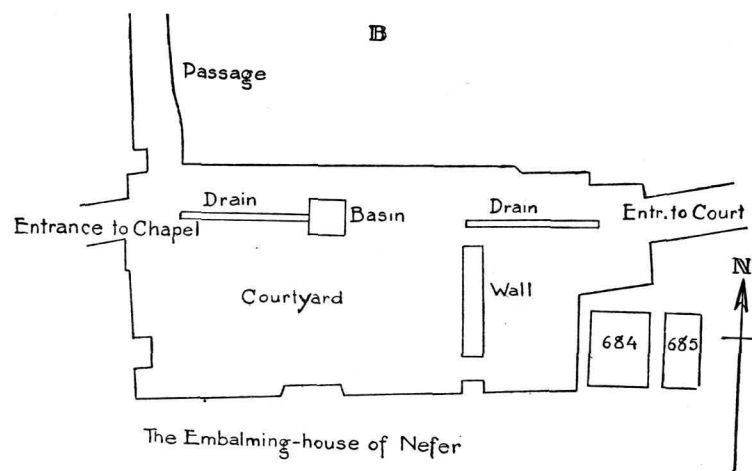 B
Passage
Drain
Basin
Drain
Entr. to Court
Entrance to Chapel
N
Courtyard
Wall
684
685
The Embalming-house of Nefer